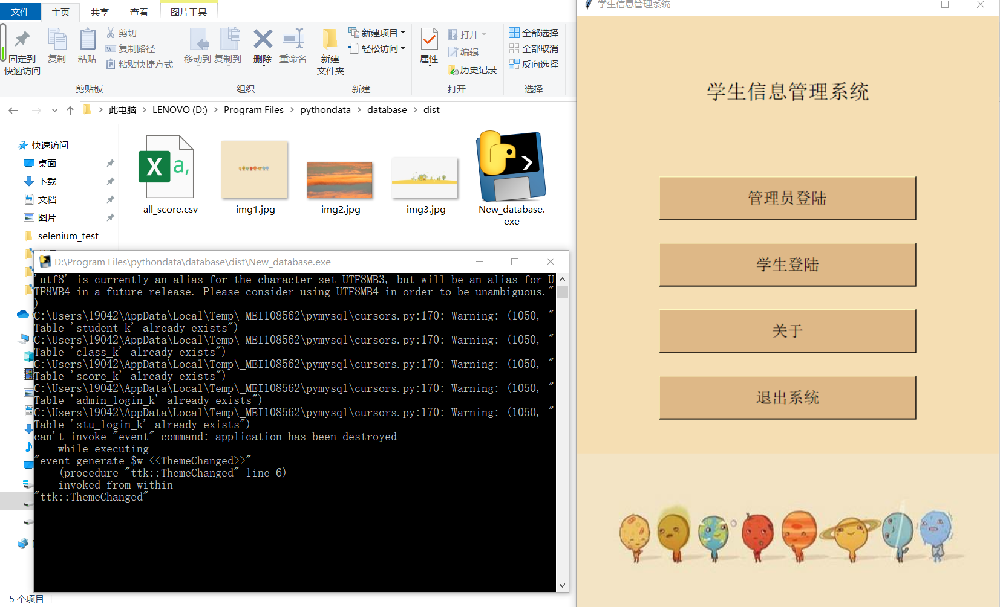 文件 主页 共享 查看 图片工具
固定到
快速访问
复制
粘贴
剪切
复制路径
粘贴快捷方式
剪贴板
移动到
复制到
删除
重命名
组织
新建
文件夹
新建项目
轻松访问
新建
属性
打开
编辑
历史记录
打开
全部选择
全部取消
反向选择
选择
此电脑 > LENOVO (D:) > Program Files > pythondata > database > dist
快速访问
桌面
下载
文档
图片
selenium_test
all_score.csv
img1.jpg
img2.jpg
img3.jpg
New_database.
exe
D:\Program Files\pythondata\database\dist\New_database.exe
'utf8' is currently an alias for the character set UTF8MB3, but will be an alias for U
TF8MB4 in a future release. Please consider using UTF8MB4 in order to be unambiguous."
)
C:\Users\19042\AppData\Local\Temp\_MEI108562\pymysql\cursors.py:170: Warning: (1050, "
Table 'student_k' already exists")
C:\Users\19042\AppData\Local\Temp\_MEI108562\pymysql\cursors.py:170: Warning: (1050, "
Table 'class_k' already exists")
C:\Users\19042\AppData\Local\Temp\_MEI108562\pymysql\cursors.py:170: Warning: (1050, "
Table 'score_k' already exists")
C:\Users\19042\AppData\Local\Temp\_MEI108562\pymysql\cursors.py:170: Warning: (1050, "
Table 'admin_login_k' already exists")
C:\Users\19042\AppData\Local\Temp\_MEI108562\pymysql\cursors.py:170: Warning: (1050, "
Table 'stu_login_k' already exists")
can't invoke "event" command: application has been destroyed
while executing
"event generate $w <<ThemeChanged>>"
(procedure "ttk::ThemeChanged" line 6)
invoked from within
"ttk::ThemeChanged"
5 个项目
学生信息管理系统
学生信息管理系统
管理员登陆
学生登陆
关于
退出系统